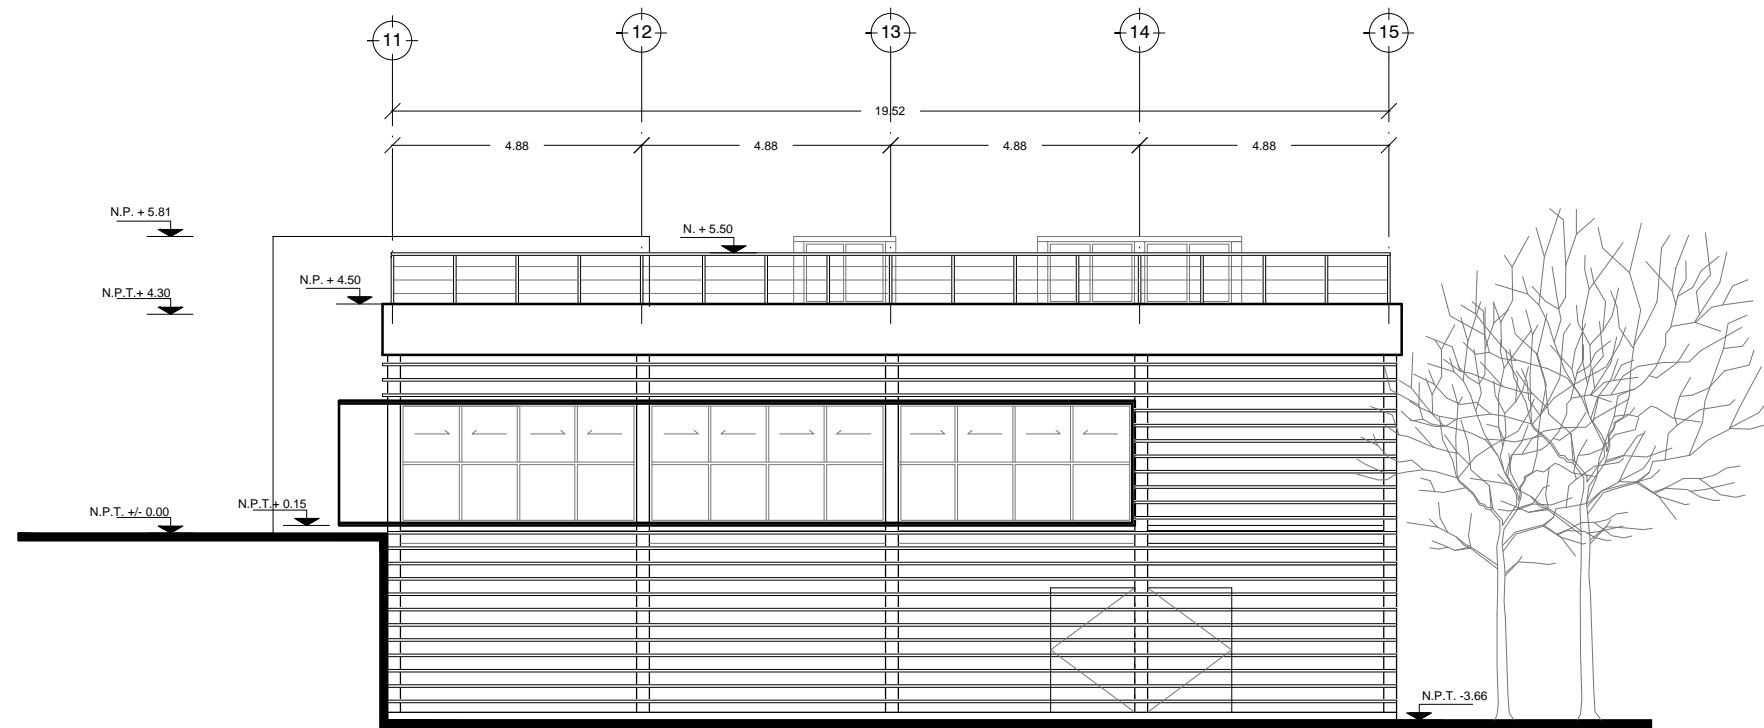 11
12
13
14
15
19.52
4.88
4.88
4.88
4.88
N.P. + 5.81
N. + 5.50
N.P. + 4.50
N.P.T.+ 4.30
N.P.T.+ 0.15
N.P.T. +/- 0.00
N.P.T. -3.66